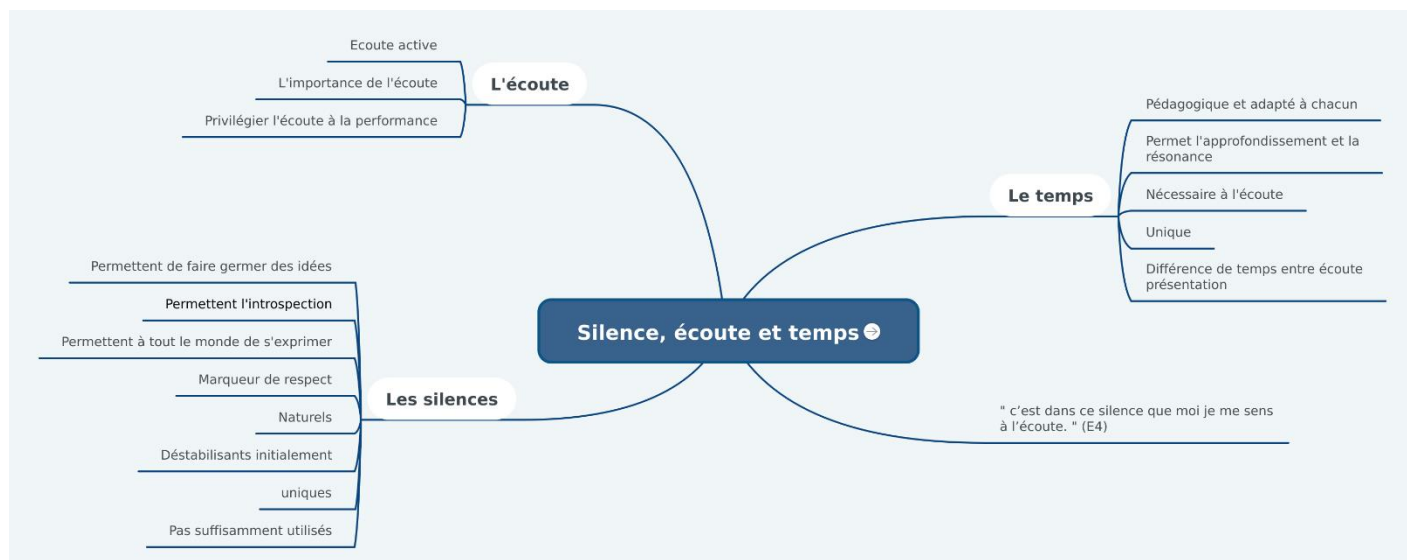 Ecoute active
L'importance de l'écoute
Privilégier l'écoute à la performance
L'écoute
Pédagogique et adapté à chacun
Permet l'approfondissement et la
résonance
Nécessaire à l'écoute
Unique
Différence de temps entre écoute
présentation
Le temps
Silence, écoute et temps
Permettent de faire germer des idées
Permettent l'introspection
Permettent à tout le monde de s'exprimer
Marqueur de respect
Naturels
Déstabilisants initialement
uniques
Pas suffisamment utilisés
Les silences
" c’est dans ce silence que moi je me sens
à l’écoute. " (E4)